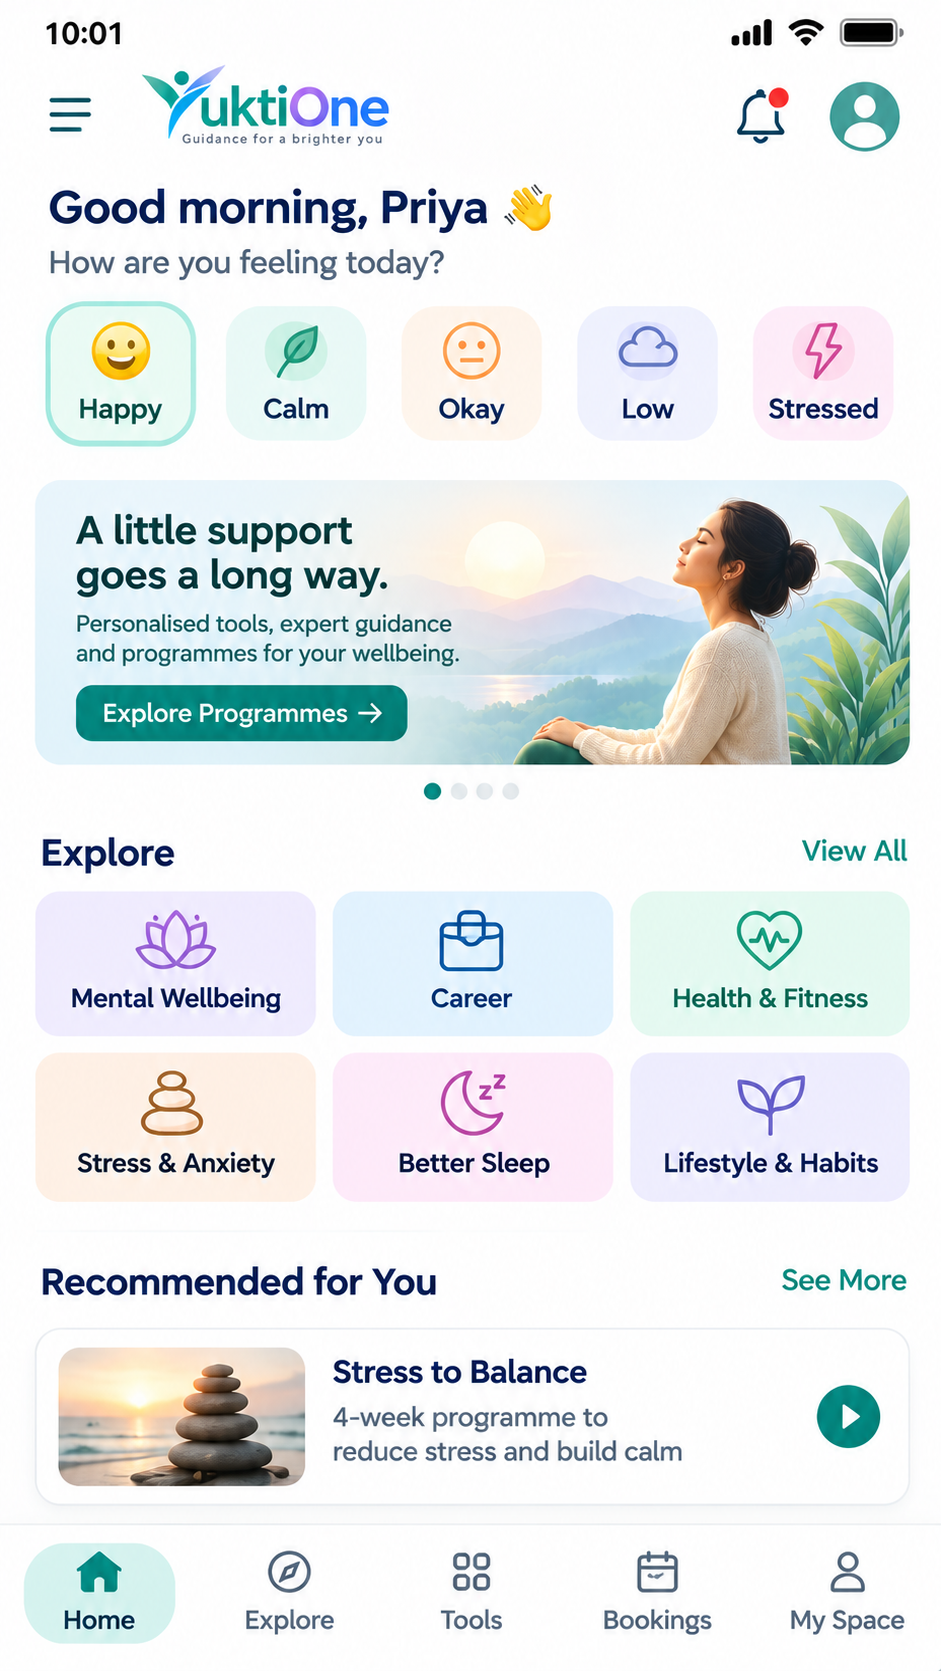 10:01
YuktiOne
Guidance for a brighter you
Good morning, Priya 👋
How are you feeling today?
Happy
Calm
Okay
Low
Stressed
A little support
goes a long way.
Personalised tools, expert guidance
and programmes for your wellbeing.
Explore Programmes →
Explore
View All
Mental Wellbeing
Career
Health & Fitness
Stress & Anxiety
zz
Better Sleep
Lifestyle & Habits
Recommended for You
See More
Stress to Balance
4-week programme to
reduce stress and build calm
Home
Explore
Tools
Bookings
My Space